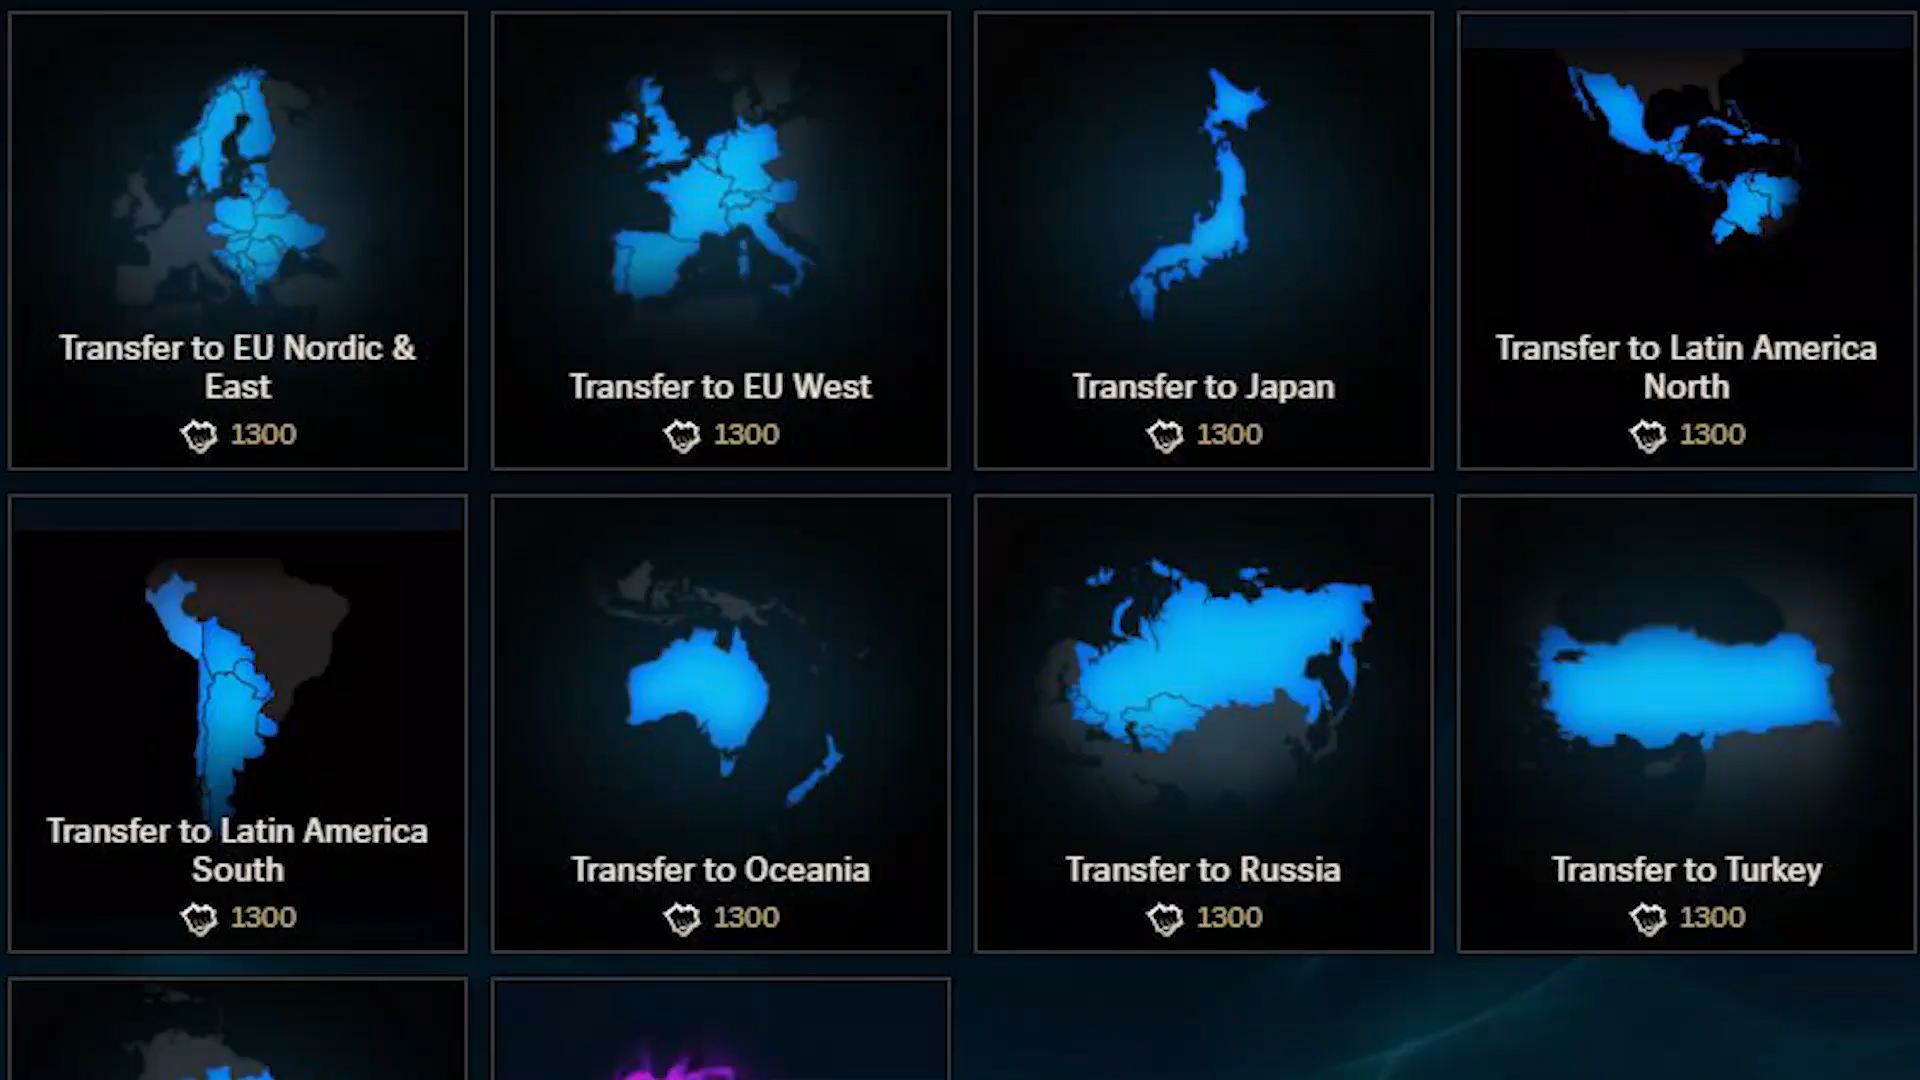 Transfer to EU Nordic &
East
1300
Transfer to EU West
1300
Transfer to Japan
1300
Transfer to Latin America
North
1300
Transfer to Latin America
South
1300
Transfer to Oceania
1300
Transfer to Russia
1300
Transfer to Turkey
1300